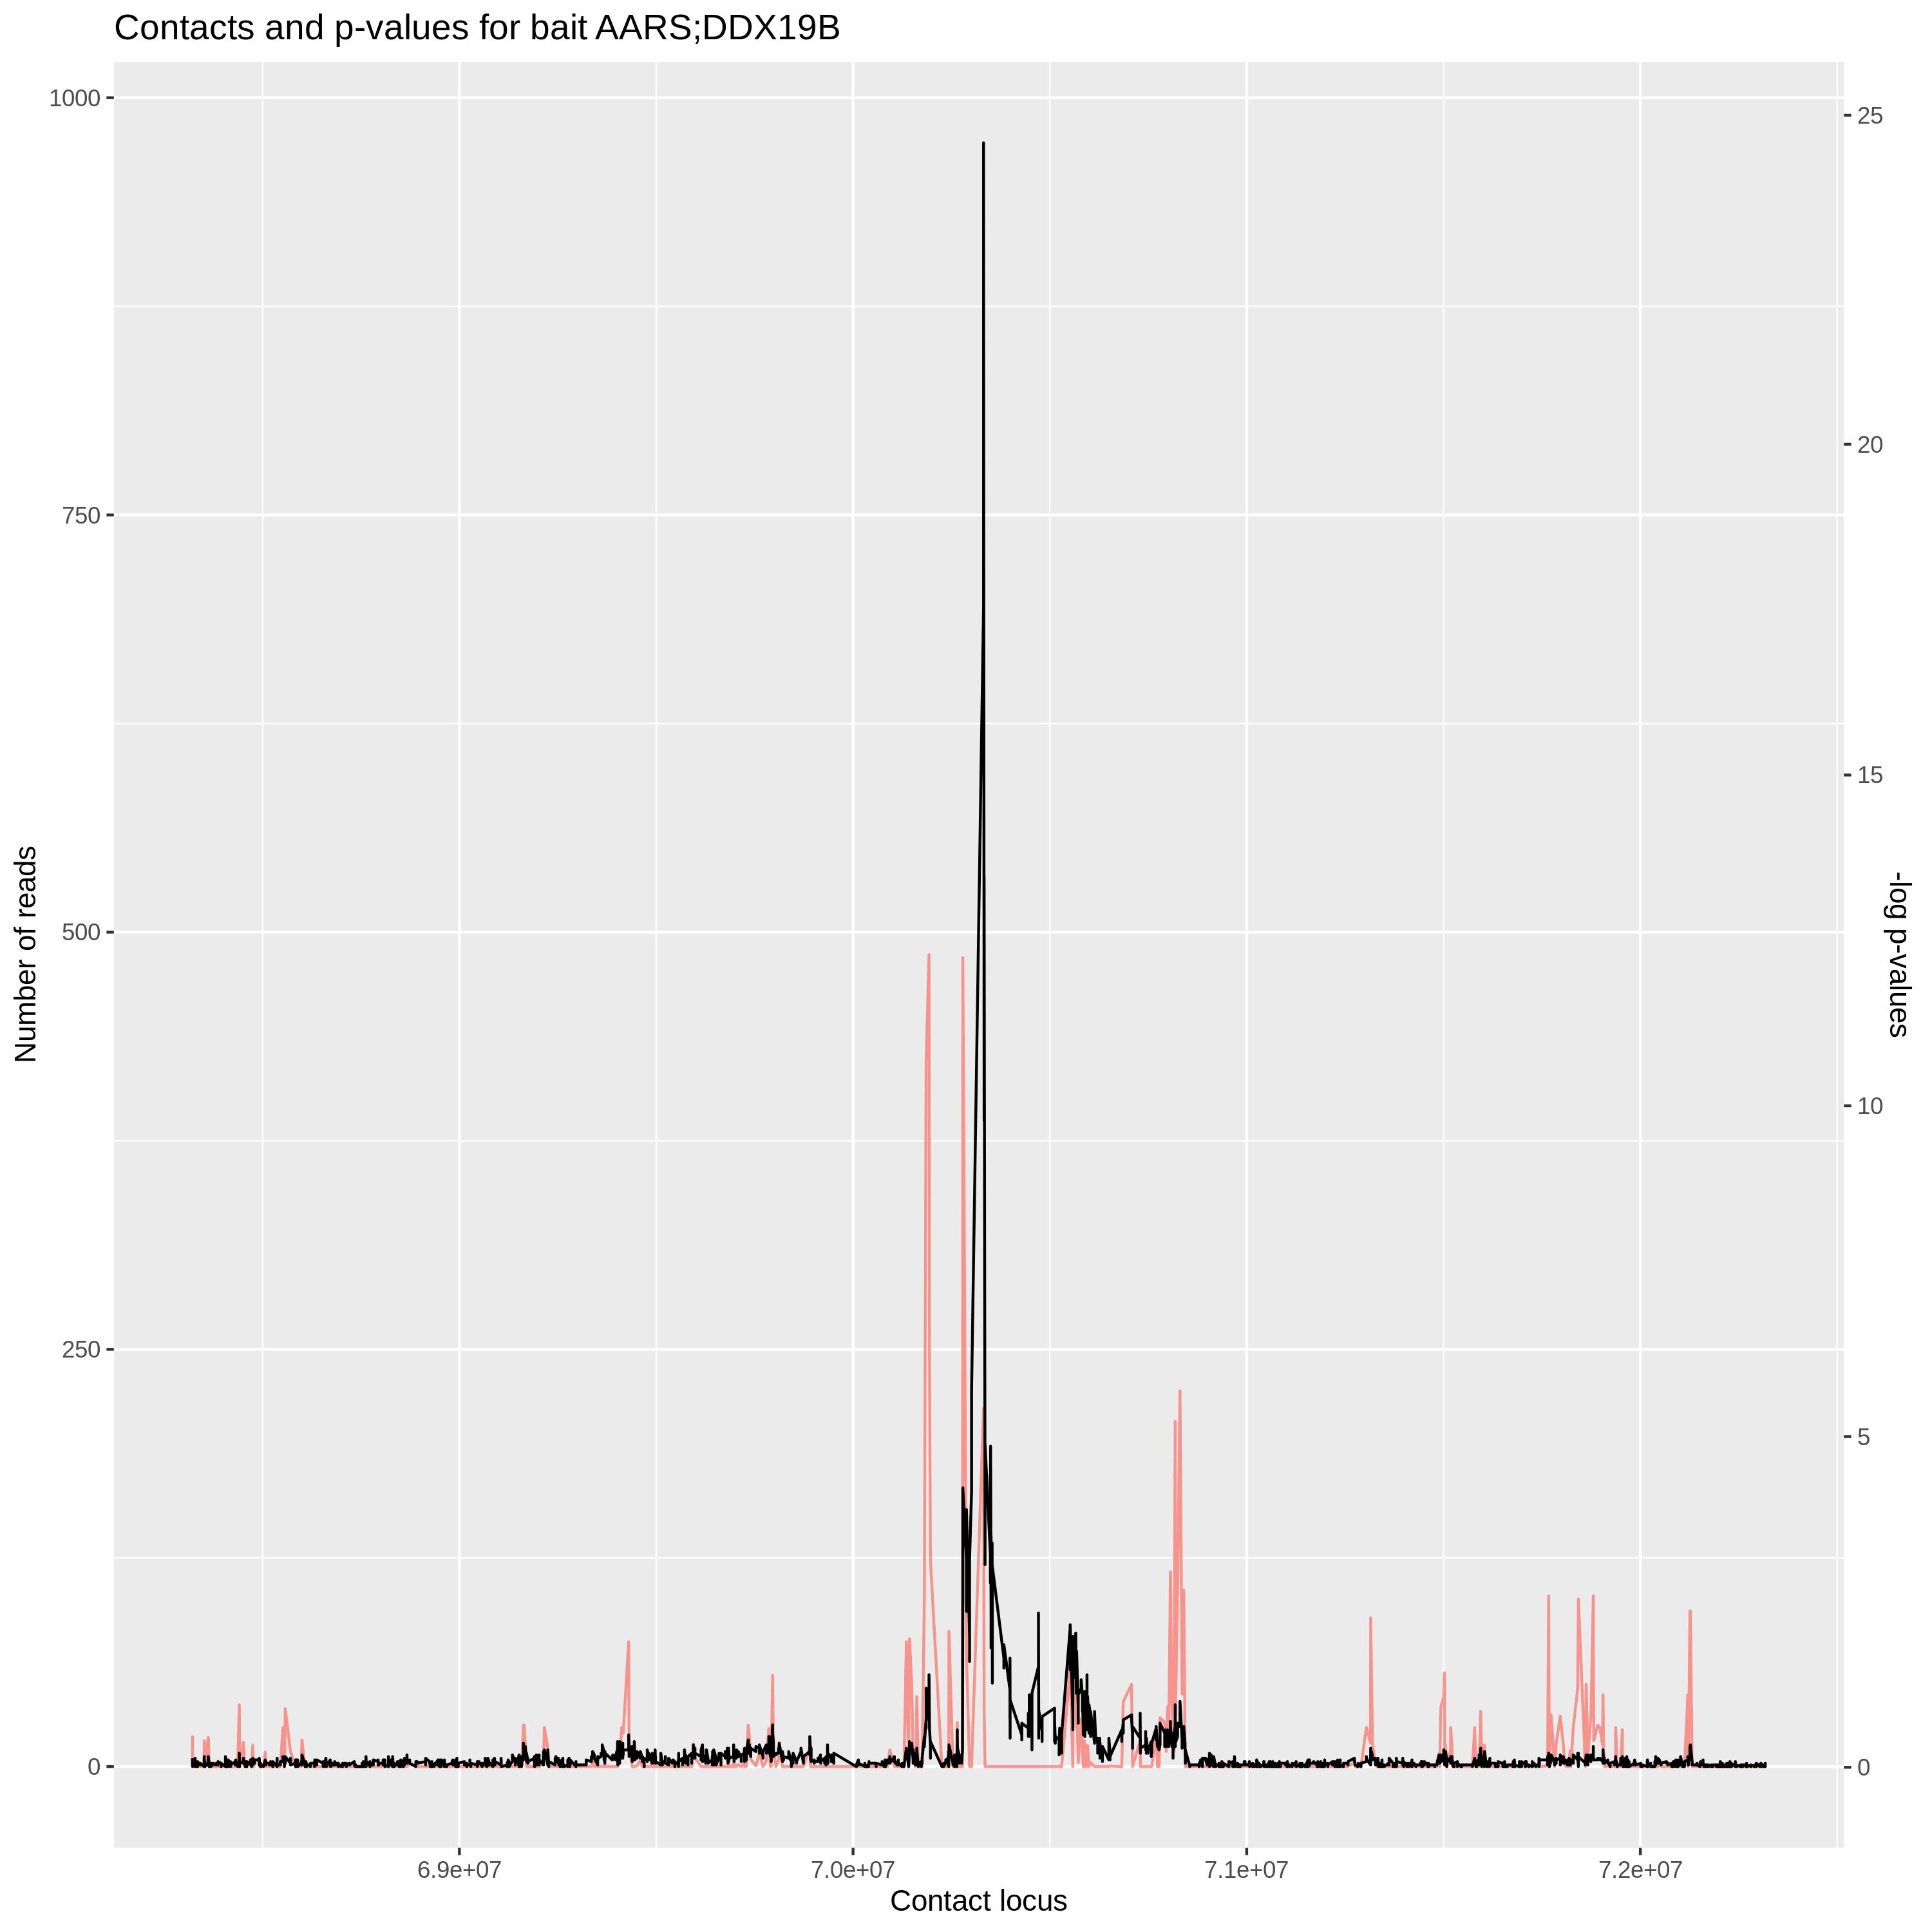 Contacts and p-values for bait AARS;DDX19B
1000
750
500
250
0
Number of reads
25
20
15
10
5
0
-log p-values
6.9e+07
7.0e+07
7.1e+07
7.2e+07
Contact locus